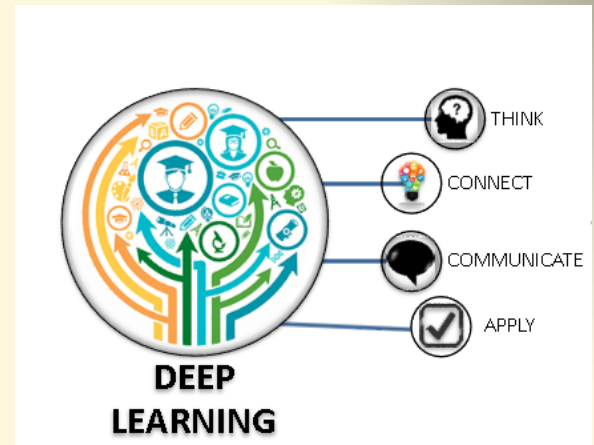 THINK
CONNECT
COMMUNICATE
APPLY
DEEP
LEARNING